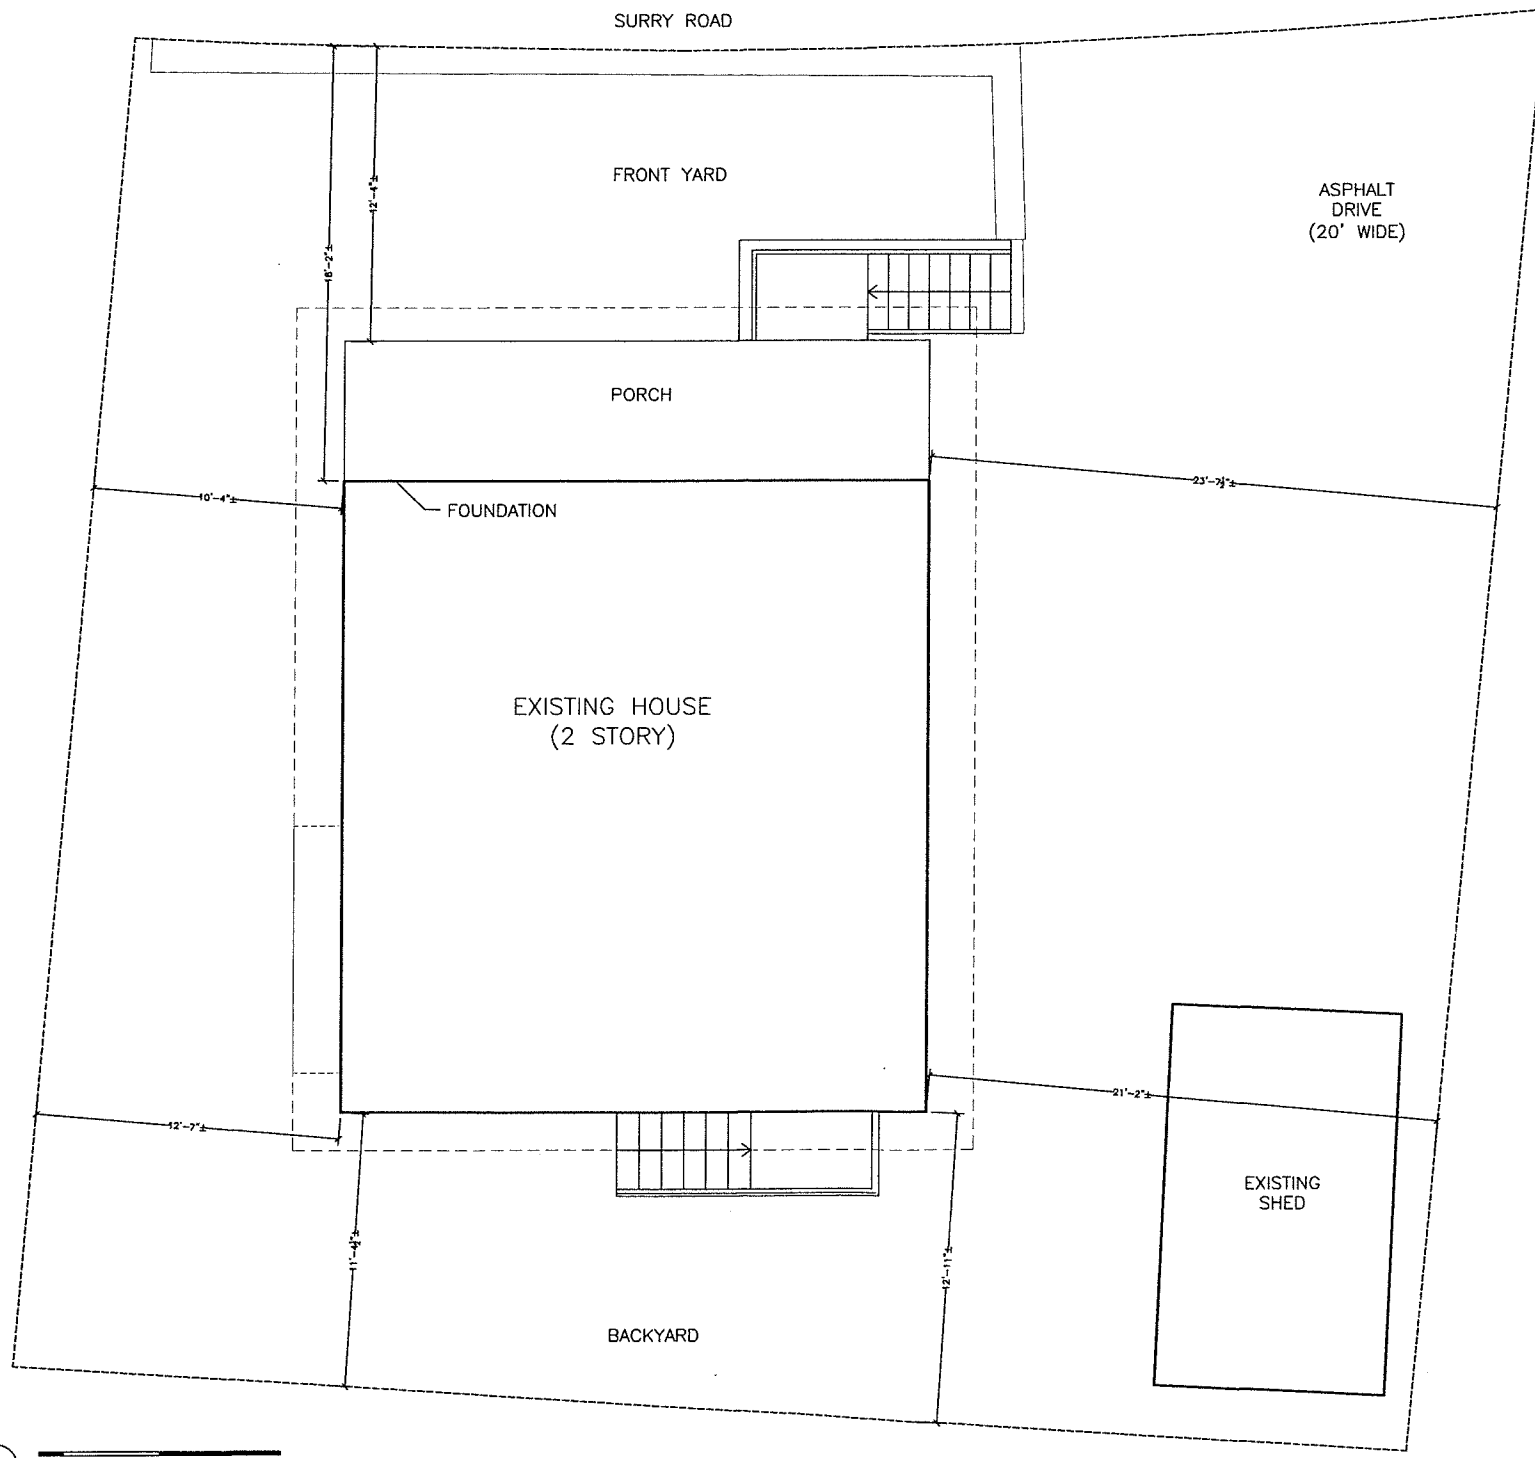 SURRY ROAD
FRONT YARD
ASPHALT
DRIVE
(20' WIDE)
12'-4"±
18'-2"±
PORCH
10'-4"±
FOUNDATION
23'-7½"±
EXISTING HOUSE
(2 STORY)
21'-2"±
12'-7"±
EXISTING
SHED
11'-4½"±
12'-11"±
BACKYARD